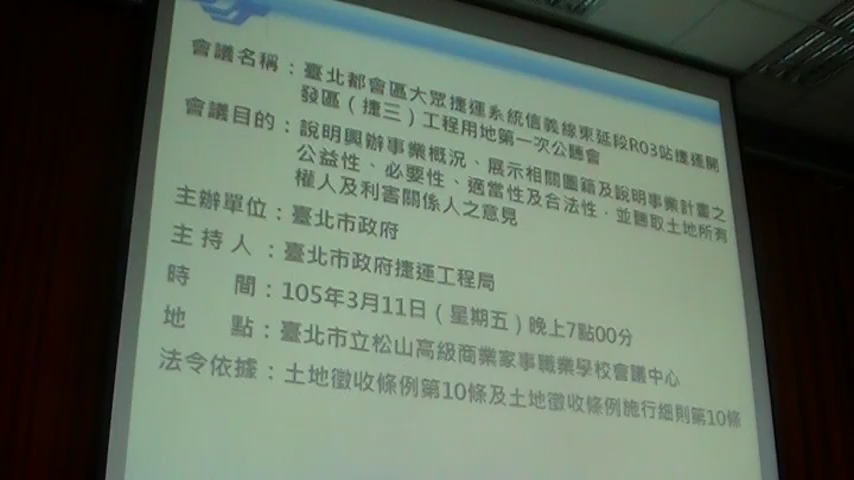 會議名稱：臺北都會區大眾捷運系統信義線東延段R03站捷運開
發區（捷三）工程用地第一次公聽會
會議目的：說明興辦事業概況、展示相關圖籍及說明事業計畫之
公益性、必要性、適當性及合法性，並聽取土地所有
權人及利害關係人之意見
主辦單位：臺北市政府
主持人：臺北市政府捷運工程局
時間：105年3月11日（星期五）晚上7點00分
地點：臺北市立松山高級商業家事職業學校會議中心
法令依據：土地徵收條例第10條及土地徵收條例施行細則第10條